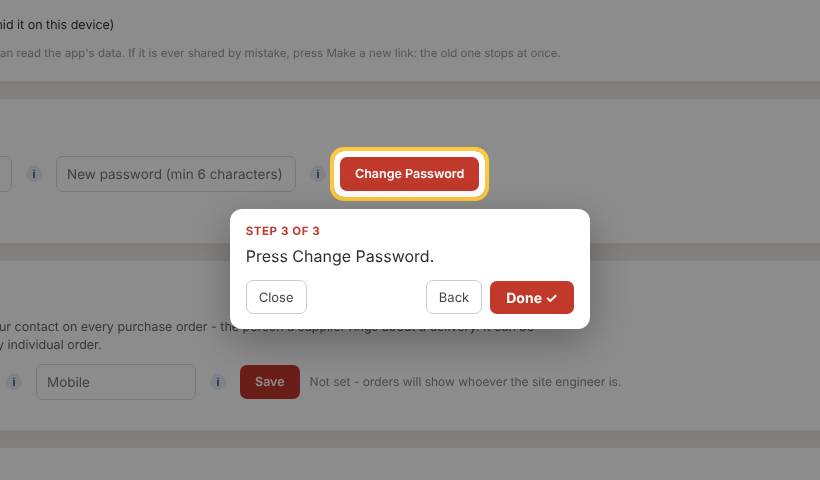 nid it on this device)
an read the app's data. If it is ever shared by mistake, press Make a new link: the old one stops at once.
i New password (min 6 characters) i Change Password
STEP 3 OF 3
Press Change Password.
Close Back Done ✓
ur contact on every purchase order - the person a supplier rings about a delivery. It can be
y individual order.
i Mobile i Save Not set - orders will show whoever the site engineer is.